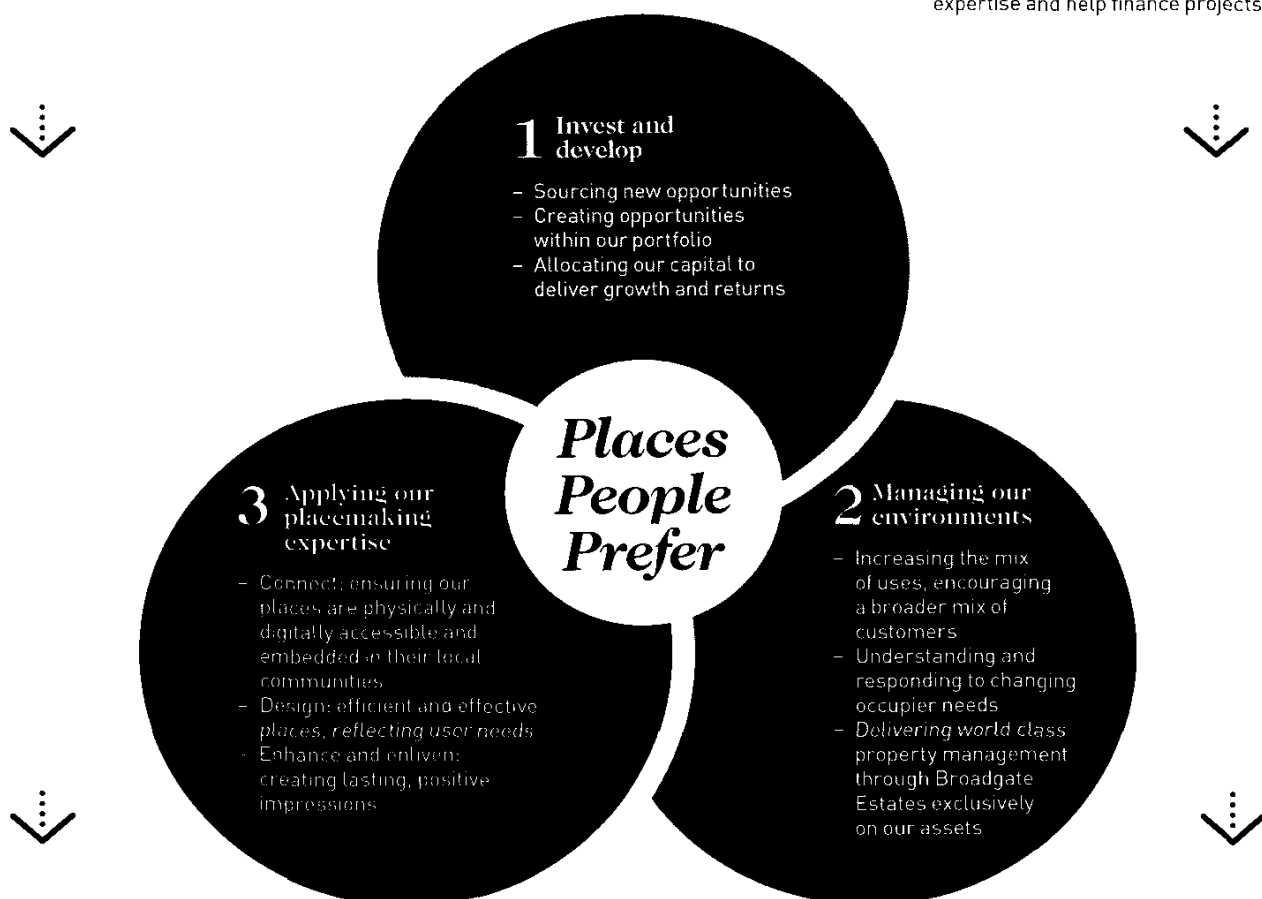 expertise and help finance projects
1 Invest and
develop
– Sourcing new opportunities
– Creating opportunities
within our portfolio
– Allocating our capital to
deliver growth and returns
Places
People
Prefer
3 Applying our
placemaking
expertise
– Connect: ensuring our
places are physically and
digitally accessible and
embedded in their local
communities
– Design: efficient and effective
places, reflecting user needs
– Enhance and enliven:
creating lasting, positive
impressions
2 Managing our
environments
– Increasing the mix
of uses, encouraging
a broader mix of
customers
– Understanding and
responding to changing
occupier needs
– Delivering world class
property management
through Broadgate
Estates exclusively
on our assets